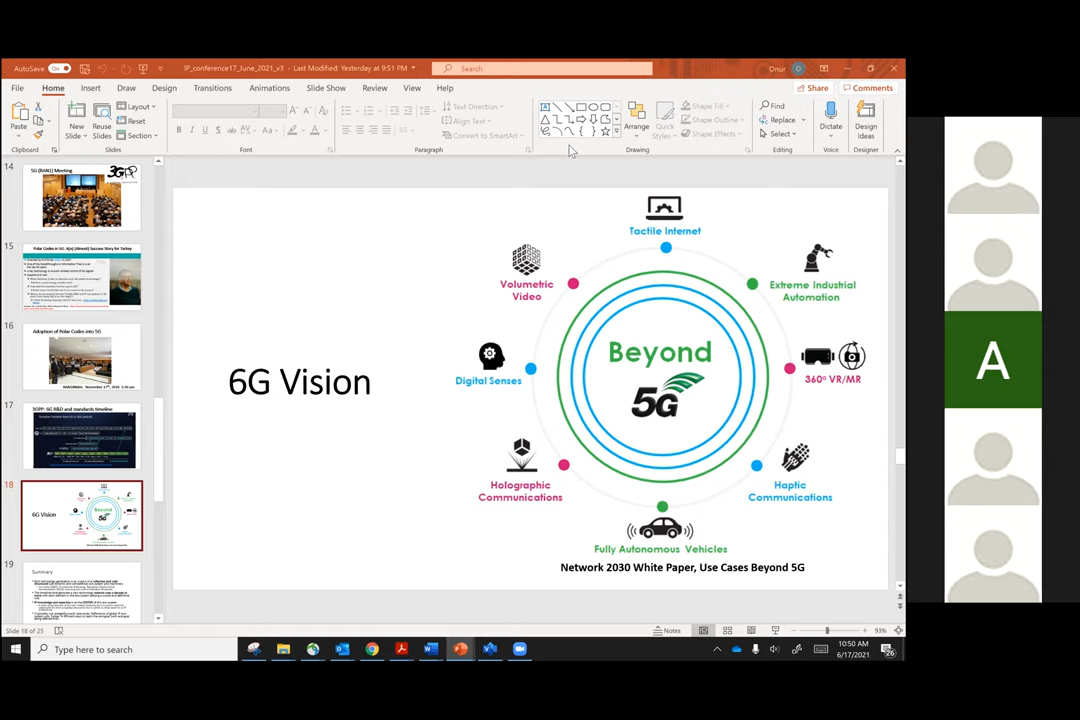 AutoSave On
IP_conference17_June_2021_v3 - Last Modified: Yesterday at 9:51 PM
Search
Onur
File Home Insert Draw Design Transitions Animations Slide Show Review View Help
Share Comments
Paste
New
Slide
Reuse
Slides
Layout
Reset
Section
Text Direction
Align Text
Convert to SmartArt
Arrange
Quick
Styles
Shape Fill
Shape Outline
Shape Effects
Find
Replace
Select
Dictate
Design
Ideas
Clipboard Slides Font Paragraph Drawing Editing Voice Designer
14
5G (RAN1) Meeting
15
Polar Codes in 5G: A(n) (Almost) Success Story for Turkey
16
Adoption of Polar Codes into 5G
17
3GPP: 6G R&D and standards timeline
18
6G Vision
19
Summary
6G Vision
Tactile Internet
Volumetric
Video
Extreme Industrial
Automation
Beyond
5G
Digital Senses
360° VR/MR
Holographic
Communications
Haptic
Communications
Fully Autonomous Vehicles
Network 2030 White Paper, Use Cases Beyond 5G
A
Slide 18 of 25
Notes
93%
Type here to search
10:50 AM
6/17/2021
26